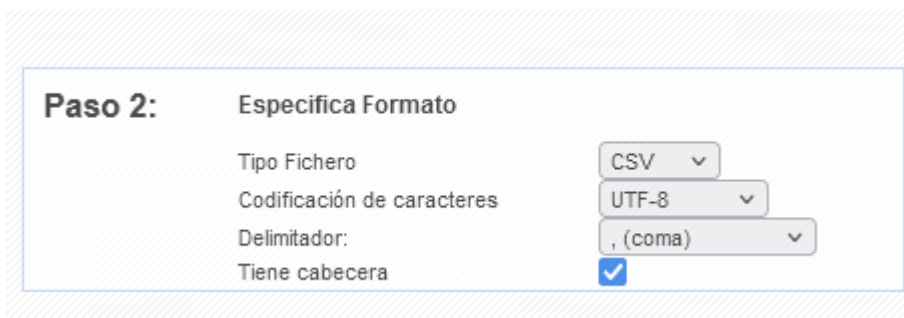 Paso 2:
Especifica Formato
Tipo Fichero CSV
Codificación de caracteres UTF-8
Delimitador: , (coma)
Tiene cabecera